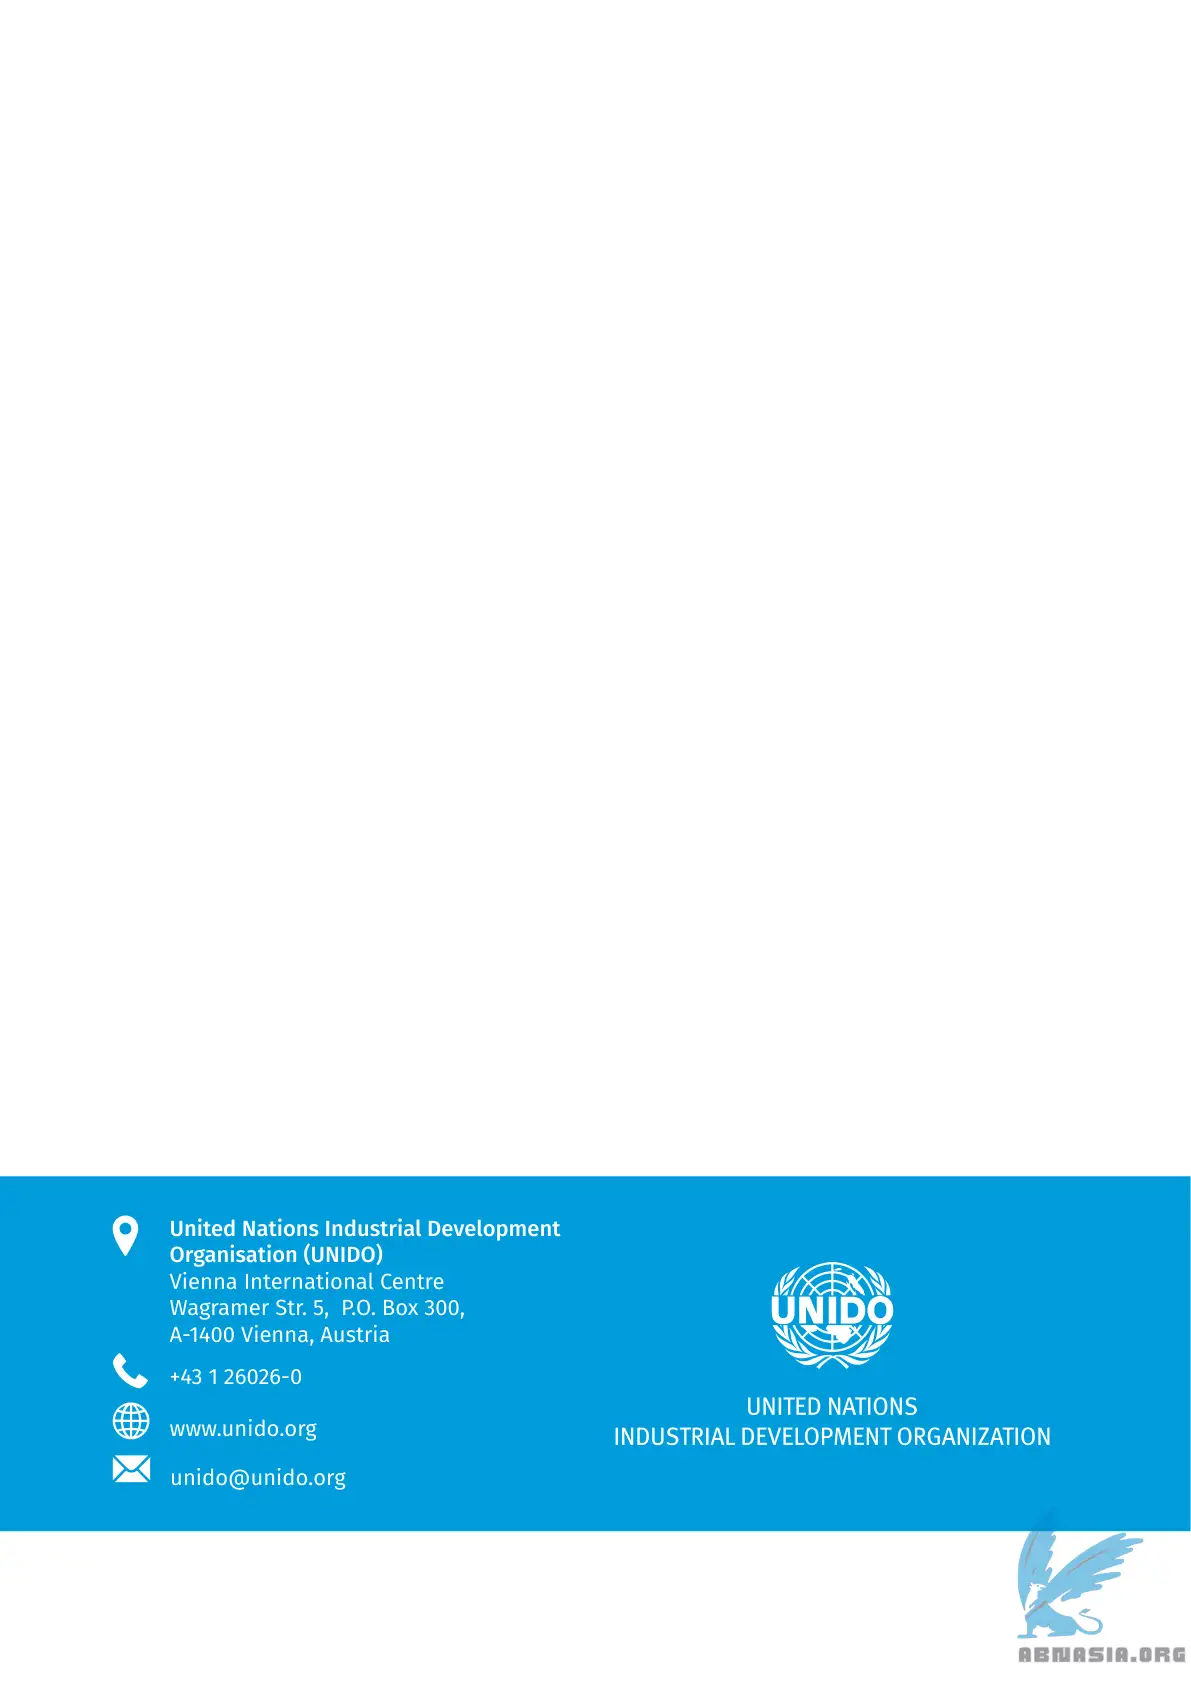 United Nations Industrial Development
Organisation (UNIDO)
Vienna International Centre
Wagramer Str. 5, P.O. Box 300,
A-1400 Vienna, Austria
+43 1 26026-0
www.unido.org
unido@unido.org
UNIDO
UNITED NATIONS
INDUSTRIAL DEVELOPMENT ORGANIZATION
ABNASIA.ORG